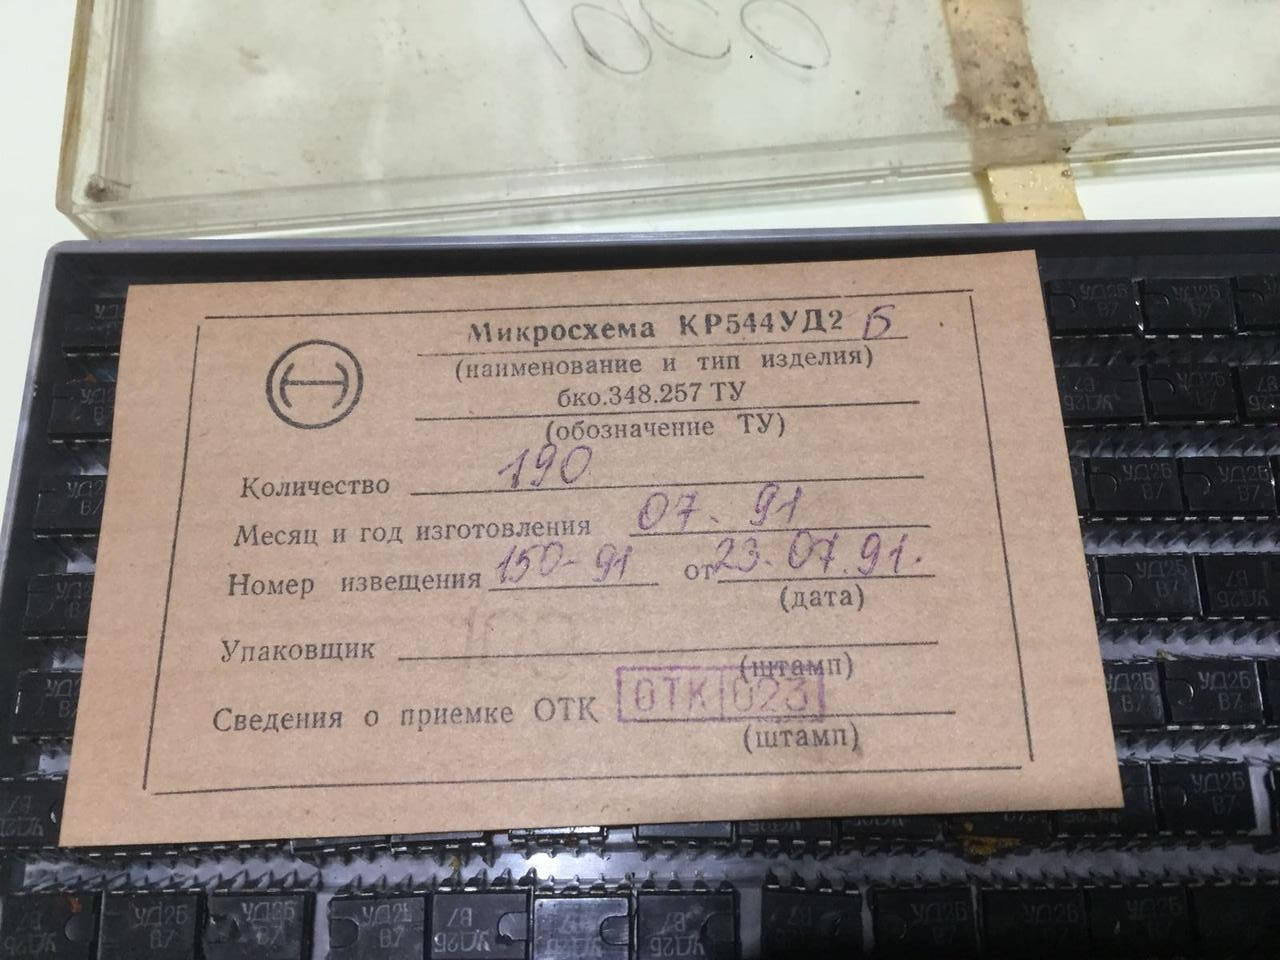 1000
Микросхема КР544УД2 Б
(наименование и тип изделия)
бко.348.257 ТУ
(обозначение ТУ)
Количество 190
Месяц и год изготовления 07. 91
Номер извещения 150-91 от 23.07.91.
(дата)
Упаковщик
(штамп)
Сведения о приемке ОТК ОТК 023
(штамп)
УД2Б
В7